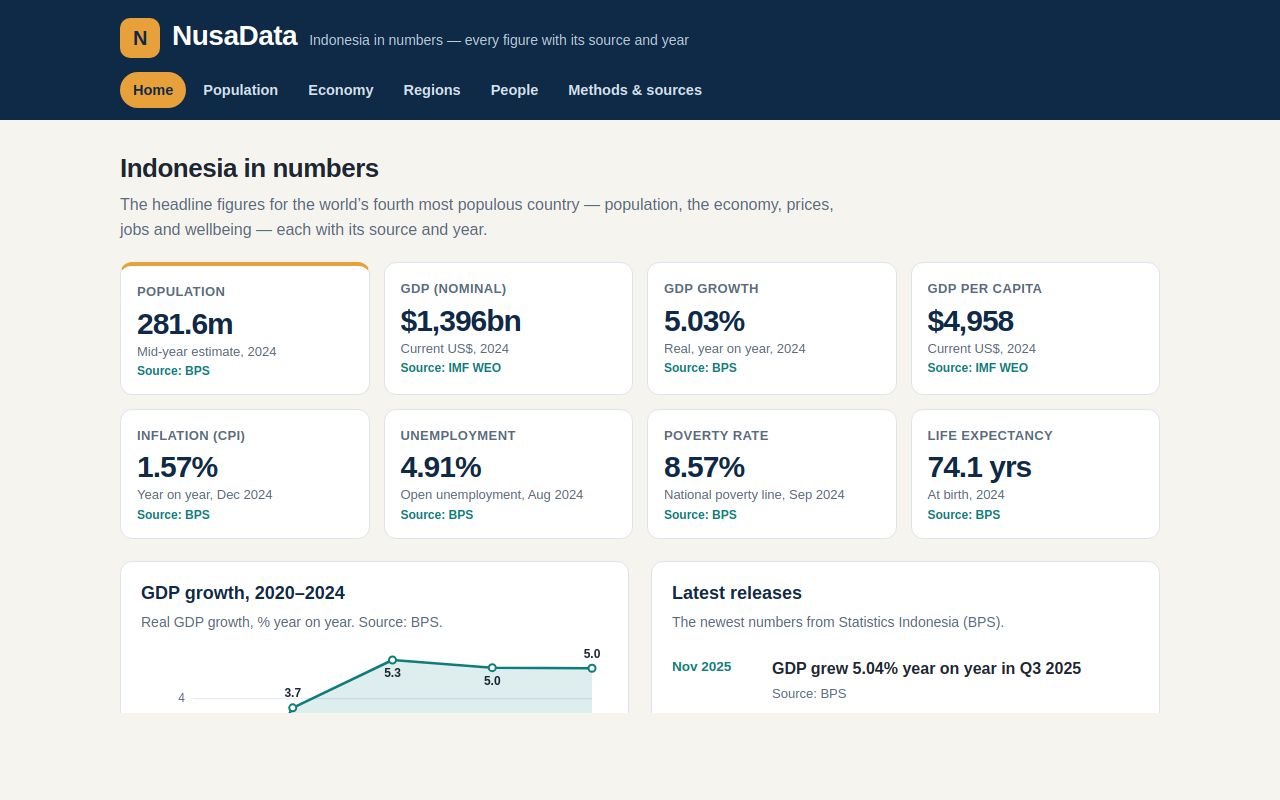 N
NusaData
Indonesia in numbers — every figure with its source and year
Home
Population
Economy
Regions
People
Methods & sources
Indonesia in numbers
The headline figures for the world’s fourth most populous country — population, the economy, prices,
jobs and wellbeing — each with its source and year.
POPULATION
281.6m
Mid-year estimate, 2024
Source: BPS
GDP (NOMINAL)
$1,396bn
Current US$, 2024
Source: IMF WEO
GDP GROWTH
5.03%
Real, year on year, 2024
Source: BPS
GDP PER CAPITA
$4,958
Current US$, 2024
Source: IMF WEO
INFLATION (CPI)
1.57%
Year on year, Dec 2024
Source: BPS
UNEMPLOYMENT
4.91%
Open unemployment, Aug 2024
Source: BPS
POVERTY RATE
8.57%
National poverty line, Sep 2024
Source: BPS
LIFE EXPECTANCY
74.1 yrs
At birth, 2024
Source: BPS
GDP growth, 2020–2024
Real GDP growth, % year on year. Source: BPS.
4
3.7
5.3
5.0
5.0
Latest releases
The newest numbers from Statistics Indonesia (BPS).
Nov 2025
GDP grew 5.04% year on year in Q3 2025
Source: BPS